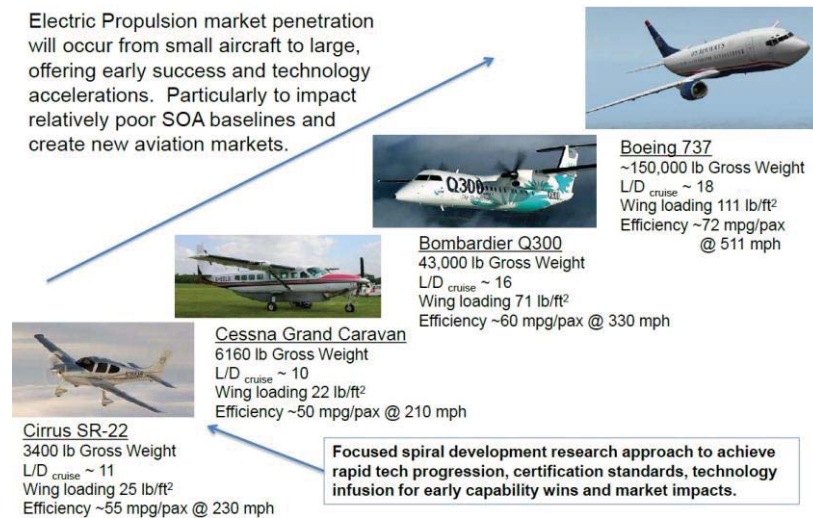 Electric Propulsion market penetration
will occur from small aircraft to large,
offering early success and technology
accelerations.  Particularly to impact
relatively poor SOA baselines and
create new aviation markets.
Boeing 737
~150,000 lb Gross Weight
L/D cruise ~ 18
Wing loading 111 lb/ft²
Efficiency ~72 mpg/pax
@ 511 mph
Q300
Bombardier Q300
43,000 lb Gross Weight
L/D cruise ~ 16
Wing loading 71 lb/ft²
Efficiency ~60 mpg/pax @ 330 mph
Cessna Grand Caravan
6160 lb Gross Weight
L/D cruise ~ 10
Wing loading 22 lb/ft²
Efficiency ~50 mpg/pax @ 210 mph
Cirrus SR-22
3400 lb Gross Weight
L/D cruise ~ 11
Wing loading 25 lb/ft²
Efficiency ~55 mpg/pax @ 230 mph
Focused spiral development research approach to achieve
rapid tech progression, certification standards, technology
infusion for early capability wins and market impacts.